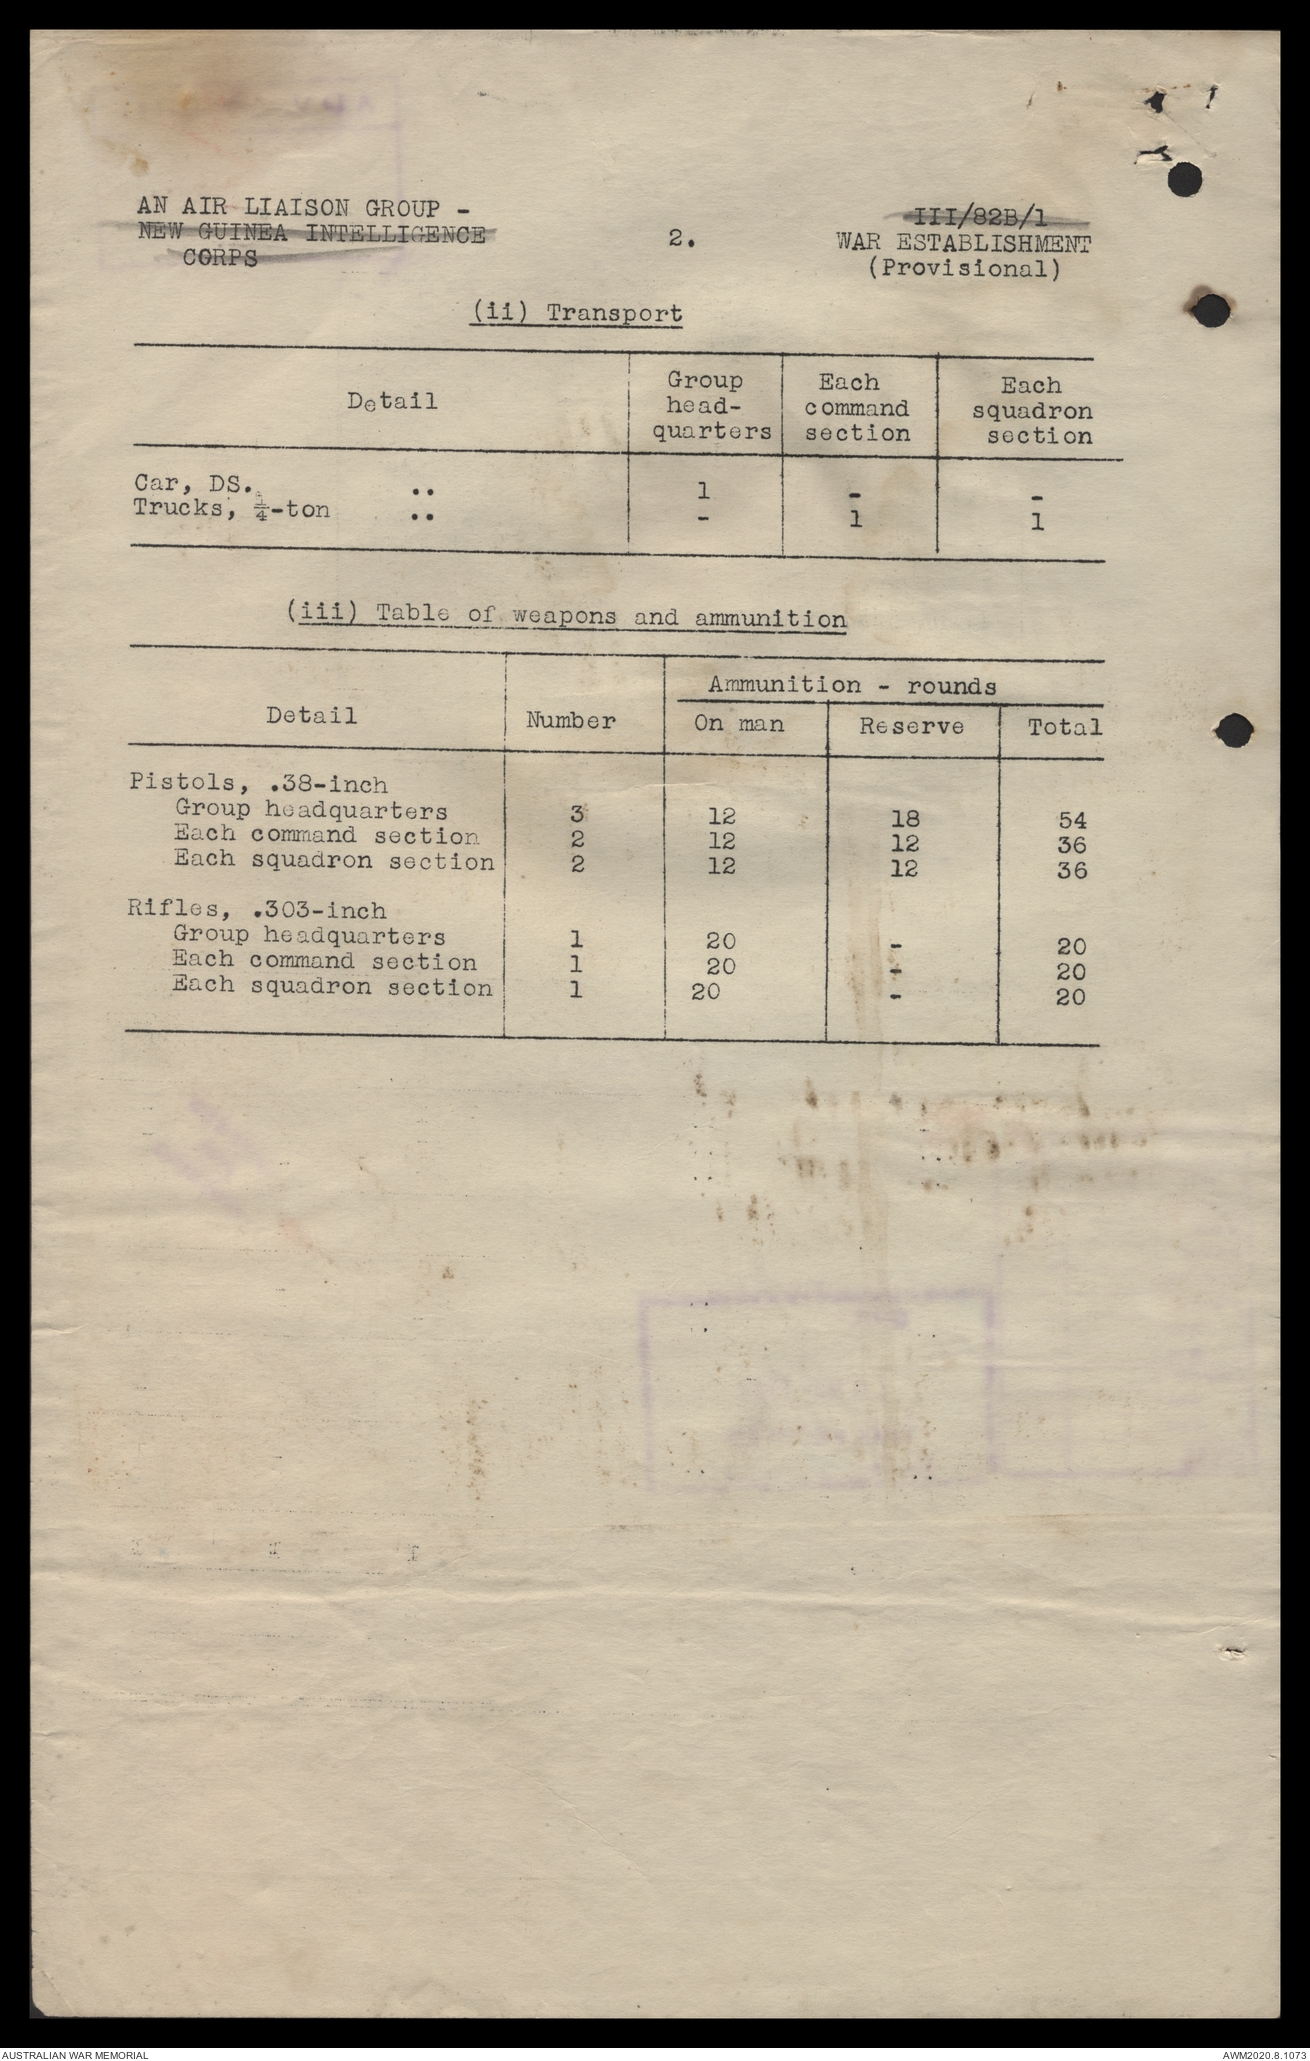 AN AIR LIAISON GROUP -
NEW GUINEA INTELLIGENCE
CORPS
2.
III/82B/1
WAR ESTABLISHMENT
(Provisional)
(ii) Transport
Detail
Group head-quarters
Each command section
Each squadron section
Car, DS. .. 1 - -
Trucks, ¼-ton .. - 1 1
(iii) Table of weapons and ammunition
Ammunition - rounds
Detail Number On man Reserve Total
Pistols, .38-inch
Group headquarters 3 12 18 54
Each command section 2 12 12 36
Each squadron section 2 12 12 36
Rifles, .303-inch
Group headquarters 1 20 - 20
Each command section 1 20 - 20
Each squadron section 1 20 - 20
AUSTRALIAN WAR MEMORIAL
AWM2020.8.1073